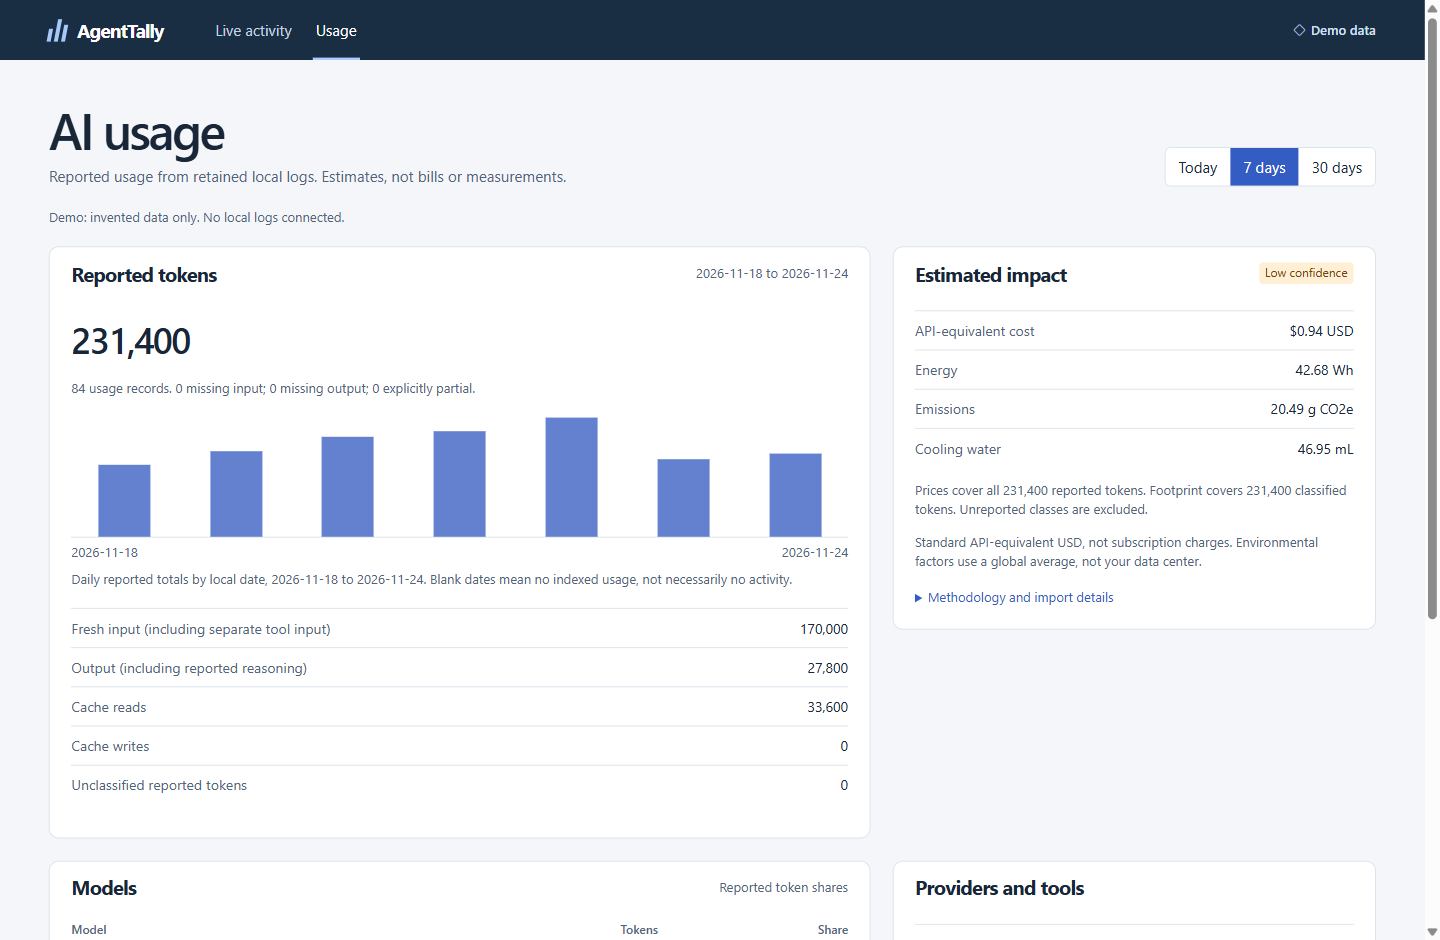 AgentTally
Live activity
Usage
Demo data
AI usage
Reported usage from retained local logs. Estimates, not bills or measurements.
Today
7 days
30 days
Demo: invented data only. No local logs connected.
Reported tokens
2026-11-18 to 2026-11-24
231,400
84 usage records. 0 missing input; 0 missing output; 0 explicitly partial.
2026-11-18
2026-11-24
Daily reported totals by local date, 2026-11-18 to 2026-11-24. Blank dates mean no indexed usage, not necessarily no activity.
Fresh input (including separate tool input) 170,000
Output (including reported reasoning) 27,800
Cache reads 33,600
Cache writes 0
Unclassified reported tokens 0
Estimated impact
Low confidence
API-equivalent cost $0.94 USD
Energy 42.68 Wh
Emissions 20.49 g CO2e
Cooling water 46.95 mL
Prices cover all 231,400 reported tokens. Footprint covers 231,400 classified
tokens. Unreported classes are excluded.
Standard API-equivalent USD, not subscription charges. Environmental
factors use a global average, not your data center.
Methodology and import details
Models
Reported token shares
Model Tokens Share
Providers and tools